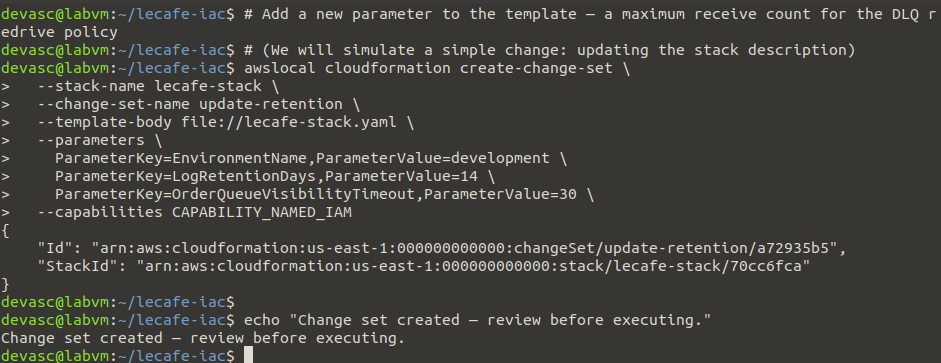 devasc@labvm:~/lecafe-iac$ # Add a new parameter to the template — a maximum receive count for the DLQ r
edrive policy
devasc@labvm:~/lecafe-iac$ # (We will simulate a simple change: updating the stack description)
devasc@labvm:~/lecafe-iac$ awslocal cloudformation create-change-set \
>   --stack-name lecafe-stack \
>   --change-set-name update-retention \
>   --template-body file://lecafe-stack.yaml \
>   --parameters \
>     ParameterKey=EnvironmentName,ParameterValue=development \
>     ParameterKey=LogRetentionDays,ParameterValue=14 \
>     ParameterKey=OrderQueueVisibilityTimeout,ParameterValue=30 \
>   --capabilities CAPABILITY_NAMED_IAM
{
    "Id": "arn:aws:cloudformation:us-east-1:000000000000:changeSet/update-retention/a72935b5",
    "StackId": "arn:aws:cloudformation:us-east-1:000000000000:stack/lecafe-stack/70cc6fca"
}
devasc@labvm:~/lecafe-iac$
devasc@labvm:~/lecafe-iac$ echo "Change set created — review before executing."
Change set created — review before executing.
devasc@labvm:~/lecafe-iac$